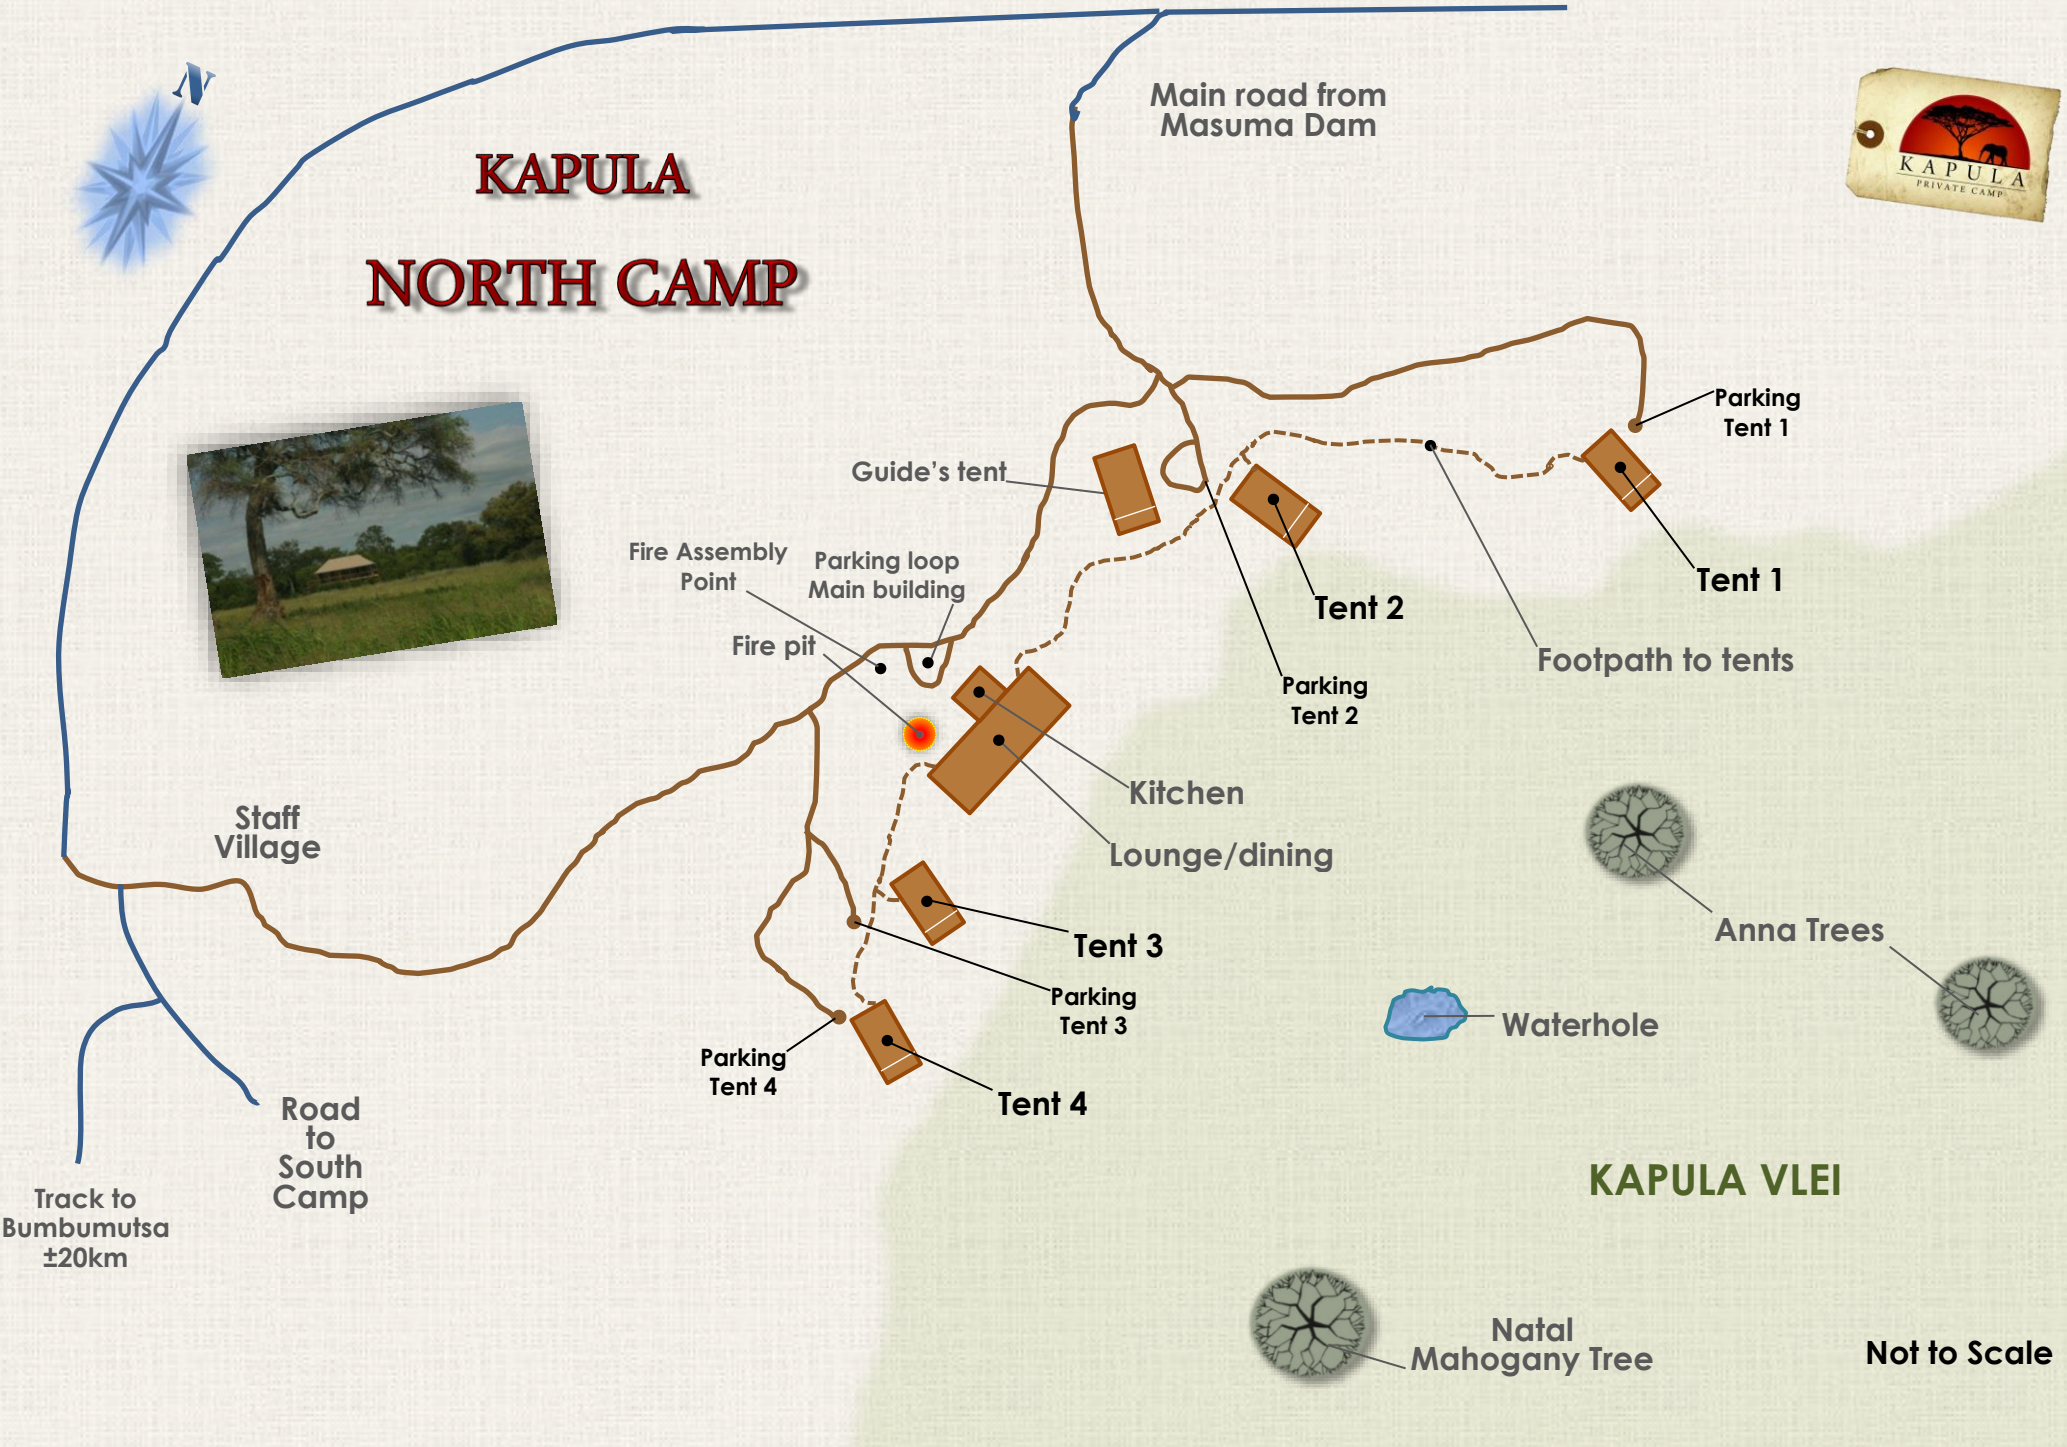 N
Main road from
Masuma Dam
KAPULA
PRIVATE CAMP
KAPULA
NORTH CAMP
Parking
Tent 1
Guide’s tent
Fire Assembly
Point
Parking loop
Main building
Tent 1
Tent 2
Fire pit
Footpath to tents
Parking
Tent 2
Kitchen
Staff
Village
Lounge/dining
Anna Trees
Tent 3
Parking
Tent 3
Waterhole
Parking
Tent 4
Tent 4
Road
to
South
Camp
KAPULA VLEI
Track to
Bumbumutsa
±20km
Natal
Mahogany Tree
Not to Scale